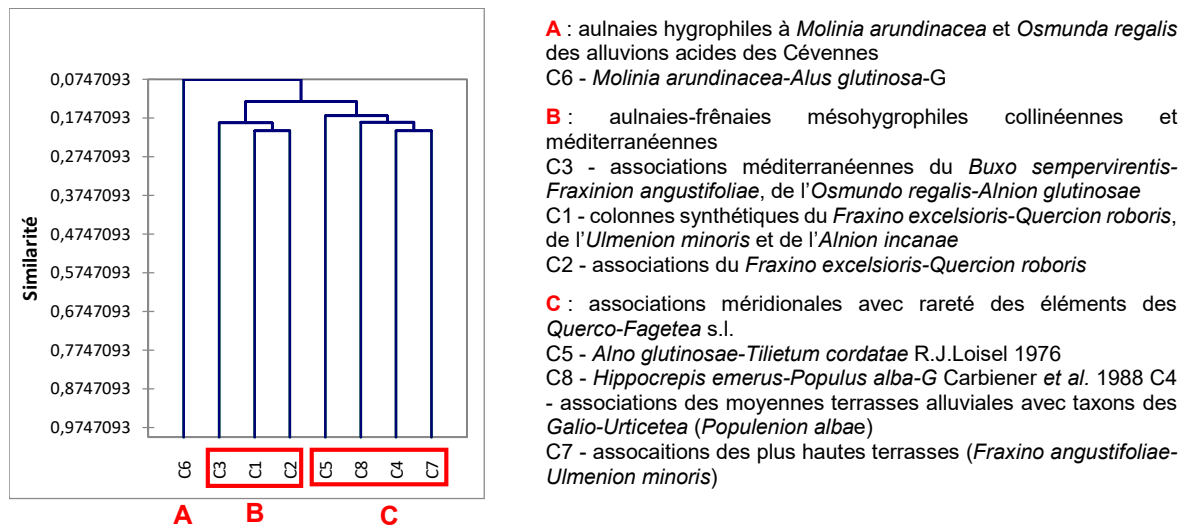 0,0747093
0,1747093
0,2747093
0,3747093
0,4747093
0,5747093
0,6747093
0,7747093
0,8747093
0,9747093
Similarité
C6
C3
C1
C2
C5
C8
C4
C7
A
B
C
A : aulnaies hygrophiles à Molinia arundinacea et Osmunda regalis
des alluvions acides des Cévennes
C6 - Molinia arundinacea-Alus glutinosa-G
B : aulnaies-frênaies mésohygrophiles collinéennes et
méditerranéennes
C3 - associations méditerranéennes du Buxo sempervirentis-
Fraxinion angustifoliae, de l'Osmundo regalis-Alnion glutinosae
C1 - colonnes synthétiques du Fraxino excelsioris-Quercion roboris,
de l'Ulmenion minoris et de l'Alnion incanae
C2 - associations du Fraxino excelsioris-Quercion roboris
C : associations méridionales avec rareté des éléments des
Querco-Fagetea s.l.
C5 - Alno glutinosae-Tilietum cordatae R.J.Loisel 1976
C8 - Hippocrepis emerus-Populus alba-G Carbiener et al. 1988 C4
- associations des moyennes terrasses alluviales avec taxons des
Galio-Urticetea (Populenion albae)
C7 - assocaitions des plus hautes terrasses (Fraxino angustifoliae-
Ulmenion minoris)